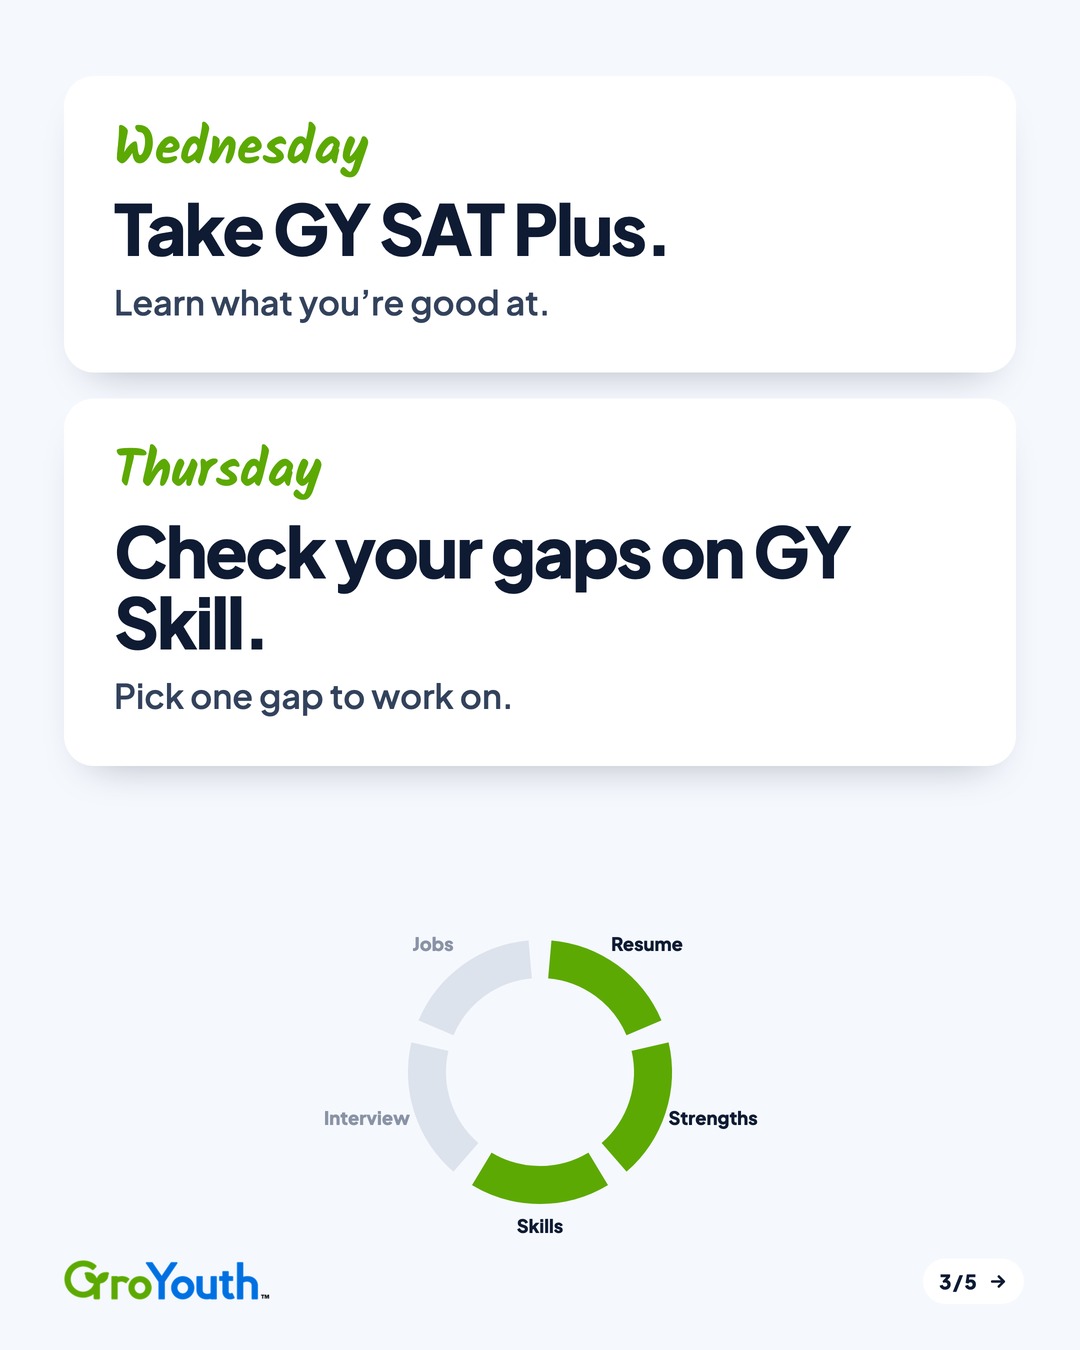 Wednesday
Take GY SAT Plus.
Learn what you’re good at.
Thursday
Check your gaps on GY
Skill.
Pick one gap to work on.
Jobs
Resume
Interview
Strengths
Skills
GroYouth™
3/5 →